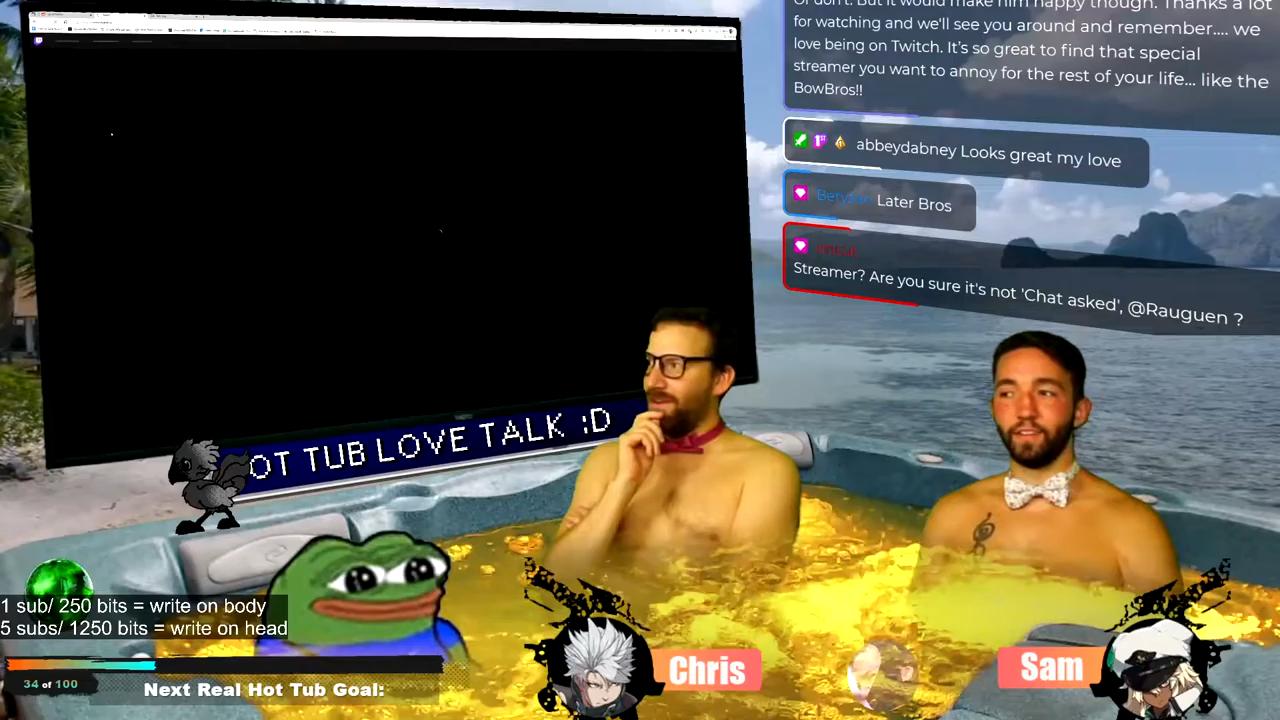 Or don't. But it would make him happy though. Thanks a lot
for watching and we'll see you around and remember.... we
love being on Twitch. It's so great to find that special
streamer you want to annoy for the rest of your life... like the
BowBros!!
abbeydabney Looks great my love
Later Bros
Streamer? Are you sure it's not 'Chat asked', @Rauguen ?
OT TUB LOVE TALK :D
1 sub/ 250 bits = write on body
5 subs/ 1250 bits = write on head
34 of 100
Next Real Hot Tub Goal:
Chris
Sam